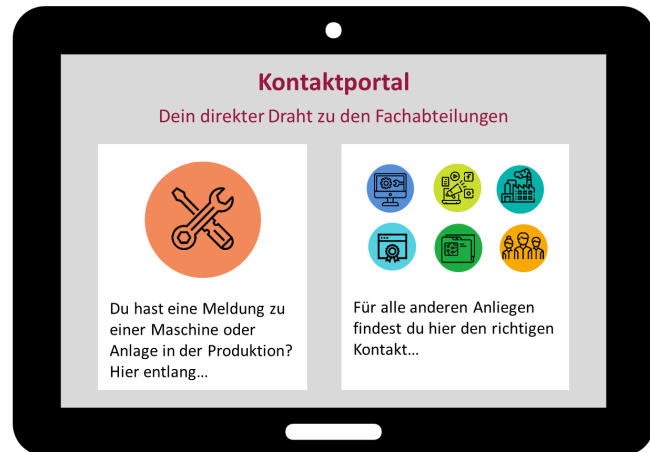 Kontaktportal
Dein direkter Draht zu den Fachabteilungen
Du hast eine Meldung zu
einer Maschine oder
Anlage in der Produktion?
Hier entlang...
Für alle anderen Anliegen
findest du hier den richtigen
Kontakt...